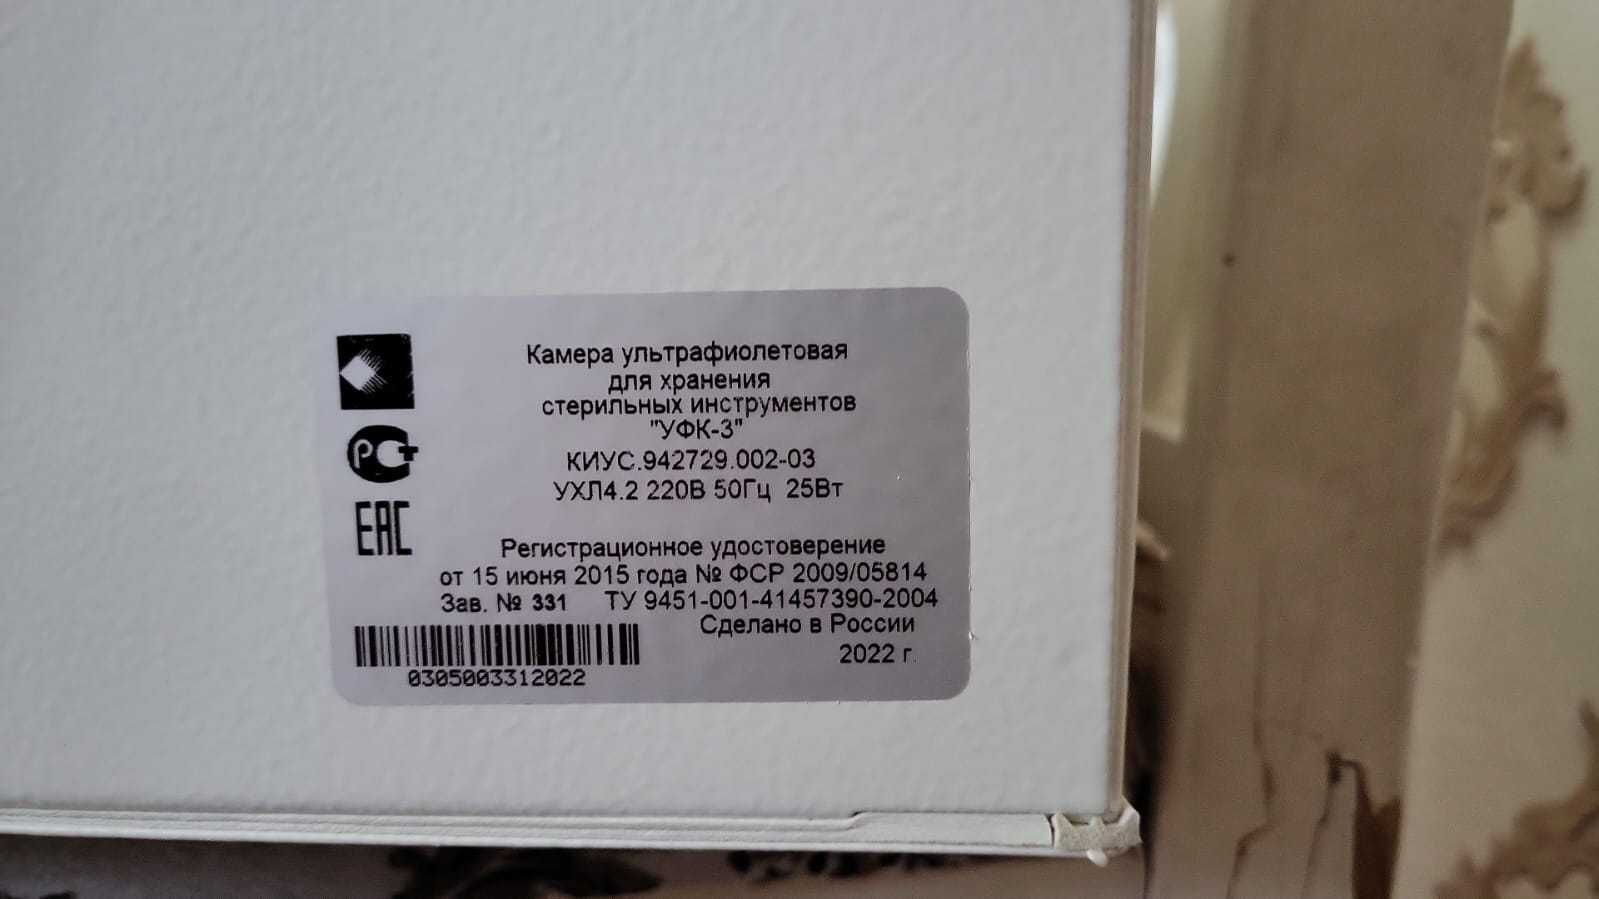 Камера ультрафиолетовая
для хранения
стерильных инструментов
"УФК-3"
КИУС.942729.002-03
УХЛ4.2 220В 50Гц 25Вт
РСТ
EAC
Регистрационное удостоверение
от 15 июня 2015 года № ФСР 2009/05814
Зав. № 331 ТУ 9451-001-41457390-2004
Сделано в России
0305003312022
2022 г.